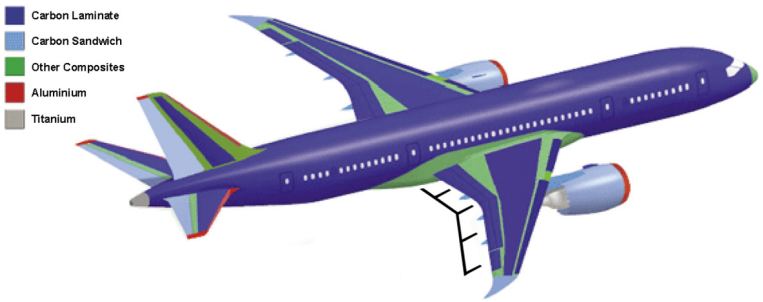 Carbon Laminate
Carbon Sandwich
Other Composites
Aluminium
Titanium